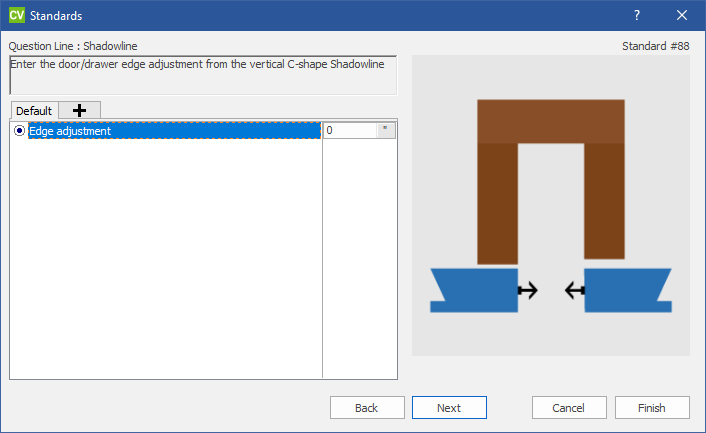 CV Standards ? ×
Question Line : Shadowline Standard #88
Enter the door/drawer edge adjustment from the vertical C-shape Shadowline
Default +
Edge adjustment 0 "
Back Next Cancel Finish